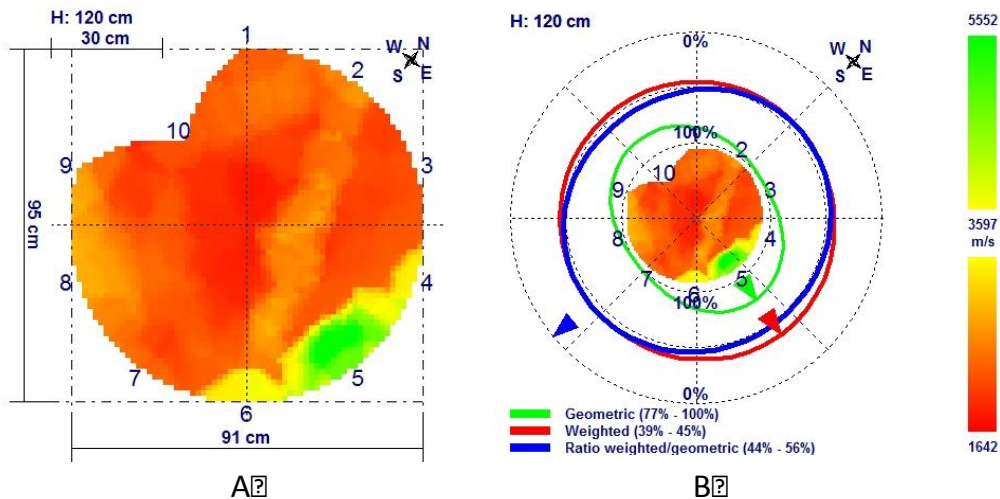 H: 120 cm
30 cm
W N
S E
1
2
3
4
5
6
7
8
9
10
95 cm
91 cm
A
H: 120 cm
W N
S E
0%
100%
1
2
3
4
5
6
7
8
9
10
100%
0%
Geometric (77% - 100%)
Weighted (39% - 45%)
Ratio weighted/geometric (44% - 56%)
B
5552
3597
m/s
1642